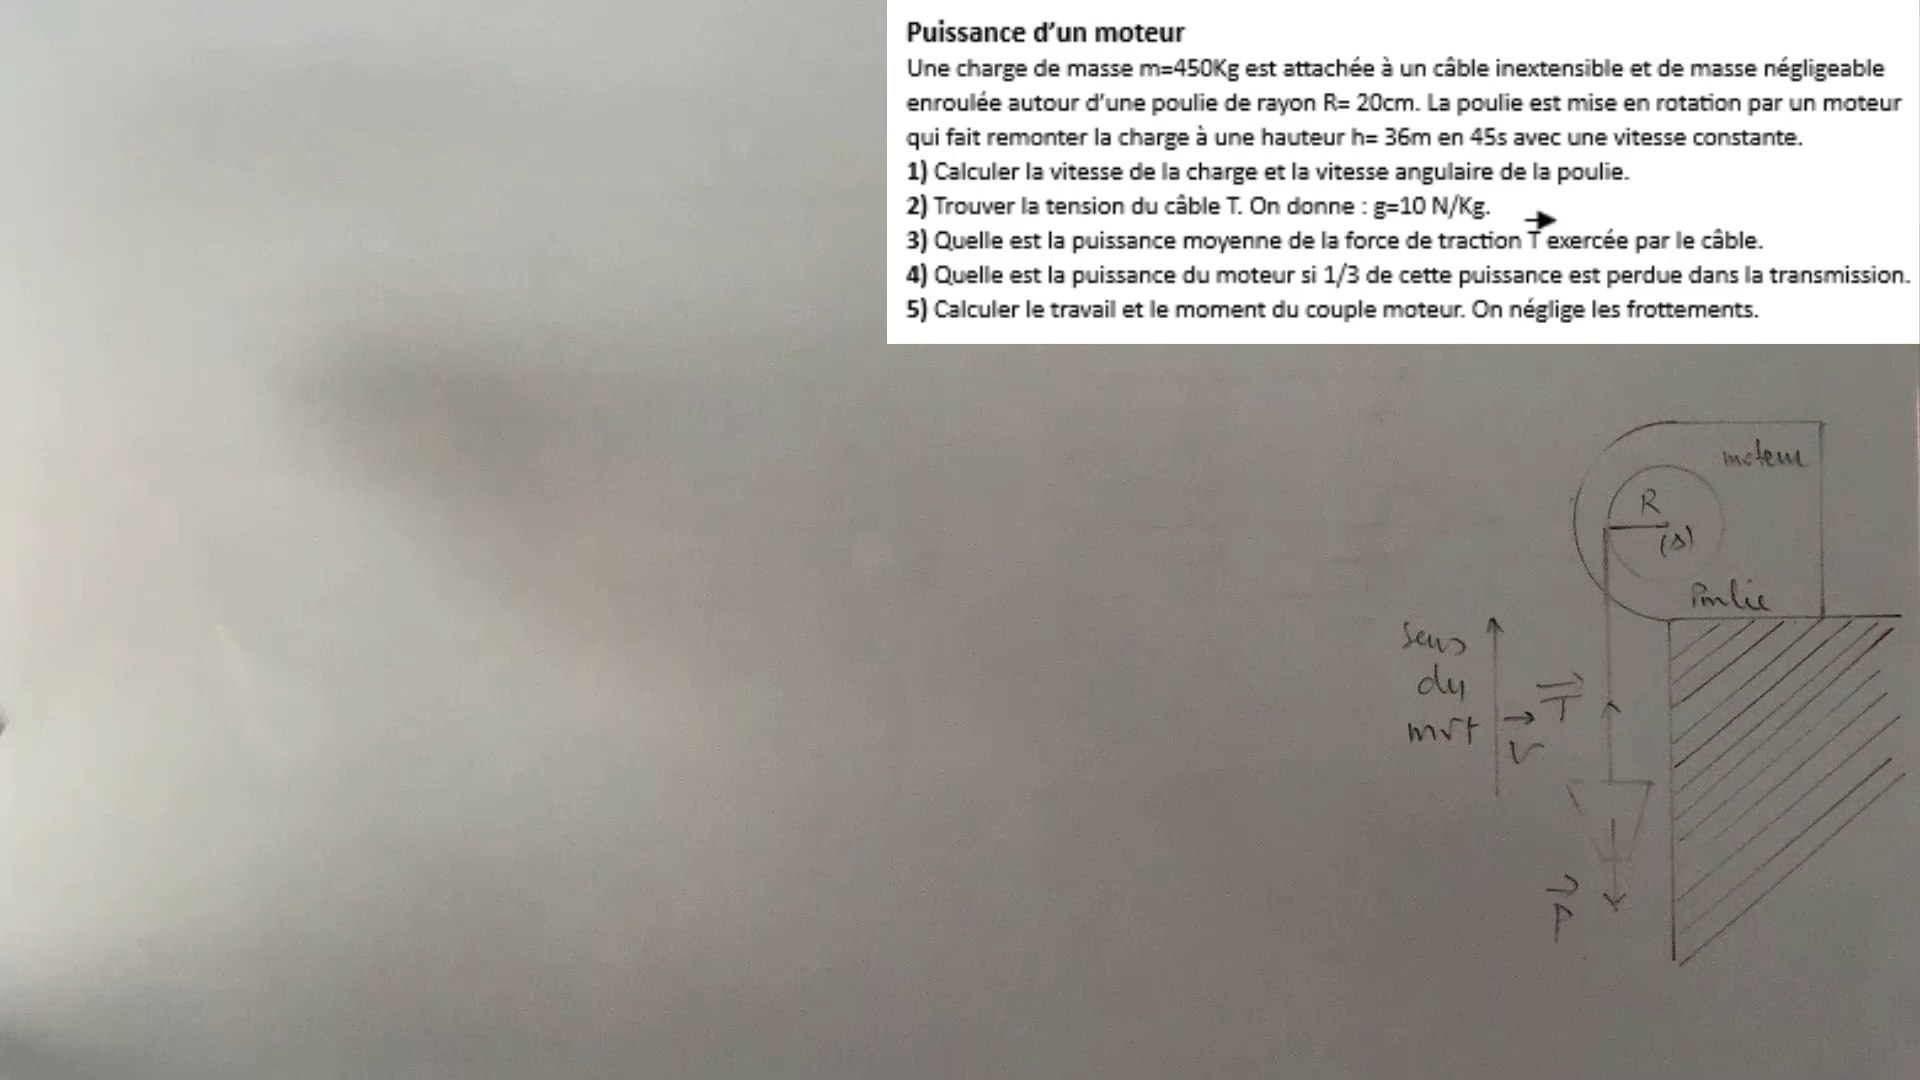 Puissance d'un moteur
Une charge de masse m=450Kg est attachée à un câble inextensible et de masse négligeable
enroulée autour d'une poulie de rayon R= 20cm. La poulie est mise en rotation par un moteur
qui fait remonter la charge à une hauteur h= 36m en 45s avec une vitesse constante.
1) Calculer la vitesse de la charge et la vitesse angulaire de la poulie.
2) Trouver la tension du câble T. On donne : g=10 N/Kg.
3) Quelle est la puissance moyenne de la force de traction T exercée par le câble.
4) Quelle est la puissance du moteur si 1/3 de cette puissance est perdue dans la transmission.
5) Calculer le travail et le moment du couple moteur. On néglige les frottements.
moteur
R
(Δ)
Poulie
sens
du
mvt
V
T
P